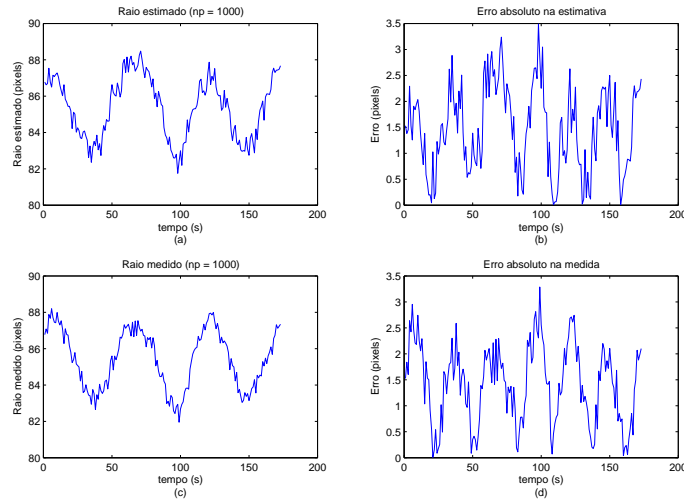 Raio estimado (np = 1000)
90
88
86
84
82
80
Raio estimado (pixels)
0 50 100 150 200
tempo (s)
(a)
Erro absoluto na estimativa
3.5
3
2.5
2
1.5
1
0.5
0
Erro (pixels)
0 50 100 150 200
tempo (s)
(b)
Raio medido (np = 1000)
90
88
86
84
82
80
Raio medido (pixels)
0 50 100 150 200
tempo (s)
(c)
Erro absoluto na medida
3.5
3
2.5
2
1.5
1
0.5
0
Erro (pixels)
0 50 100 150 200
tempo (s)
(d)